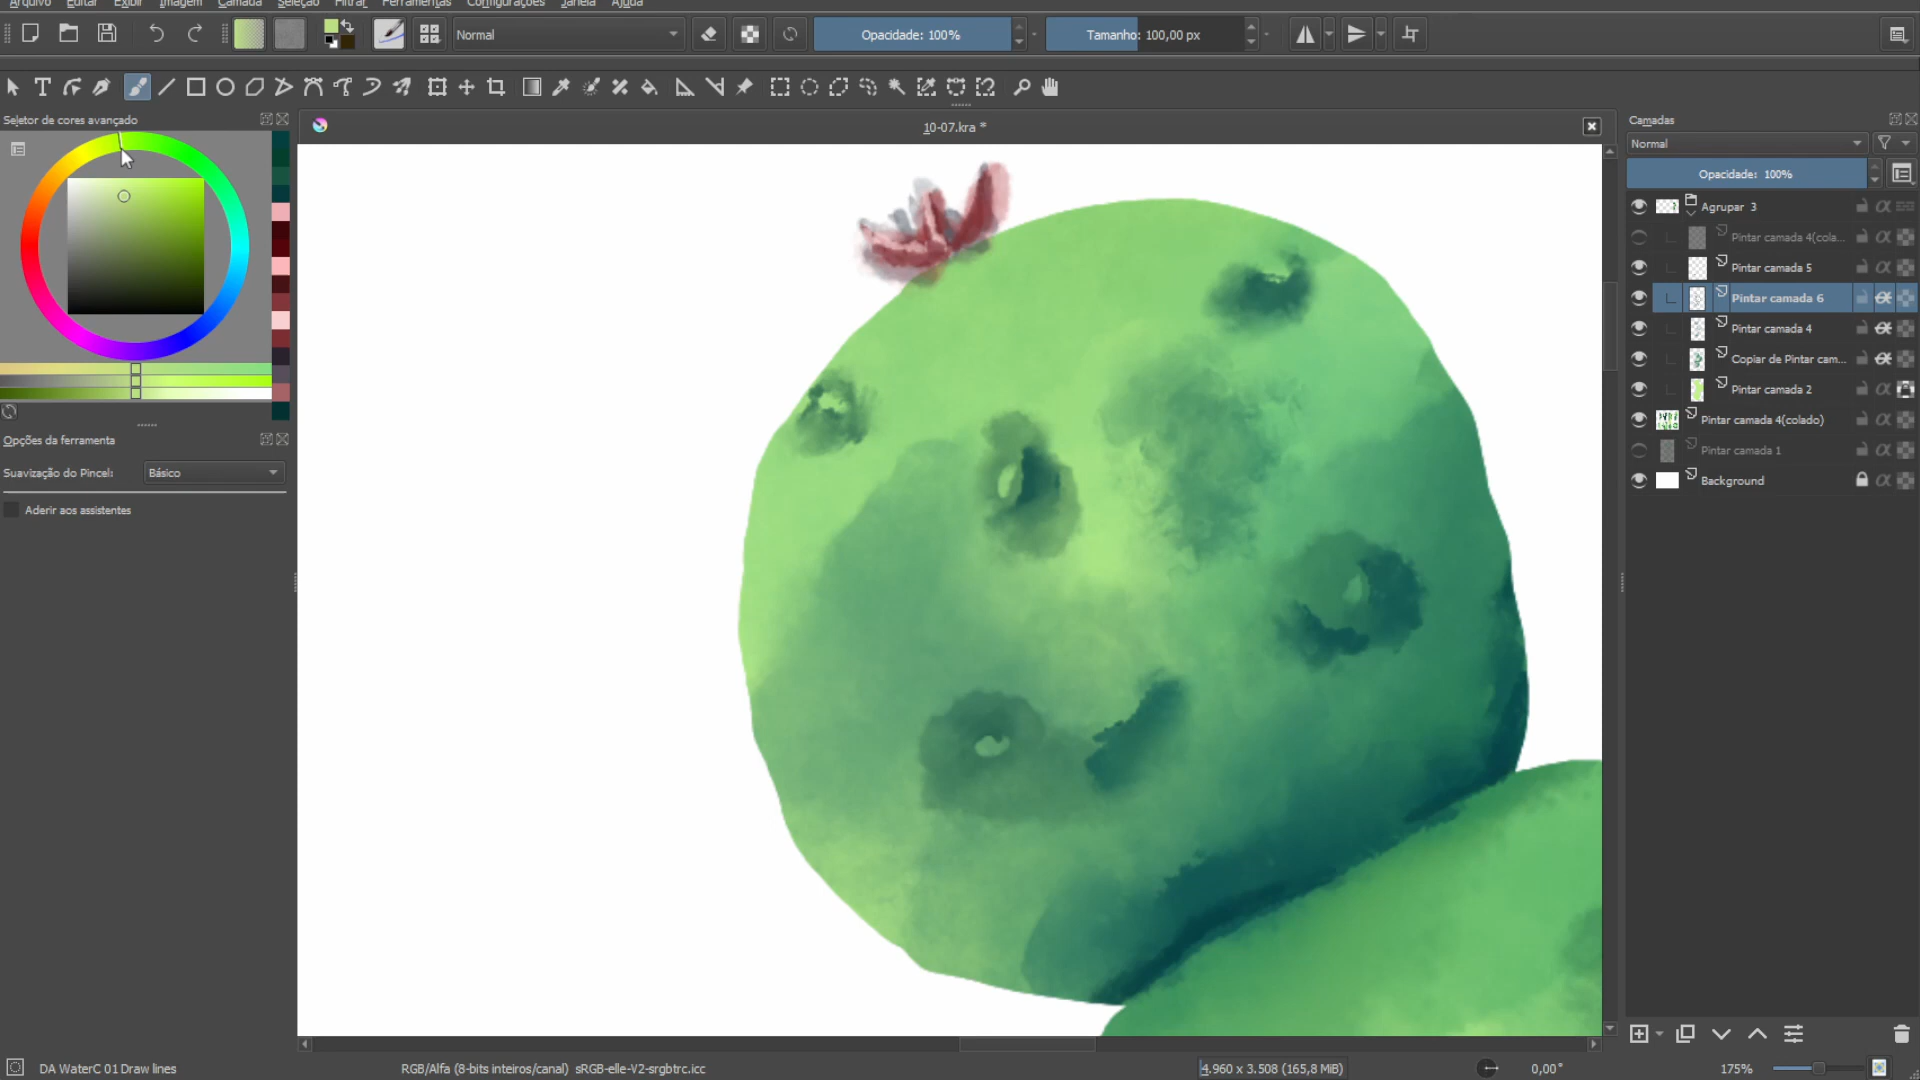 Arquivo Editar Exibir Imagem Camada Seleção Filtrar Ferramentas Configurações Janela Ajuda
Normal Opacidade: 100% Tamanho: 100,00 px
Seletor de cores avançado
10-07.kra *
Camadas
Normal
Opacidade: 100%
Agrupar 3
Pintar camada 4(cola...
Pintar camada 5
Pintar camada 6
Pintar camada 4
Copiar de Pintar cam...
Pintar camada 2
Pintar camada 4(colado)
Pintar camada 1
Background
Opções da ferramenta
Suavização do Pincel: Básico
Aderir aos assistentes
DA WaterC 01 Draw lines RGB/Alfa (8-bits inteiros/canal) sRGB-elle-V2-srgbtrc.icc 4.960 x 3.508 (165,8 MiB) 0,00° 175%